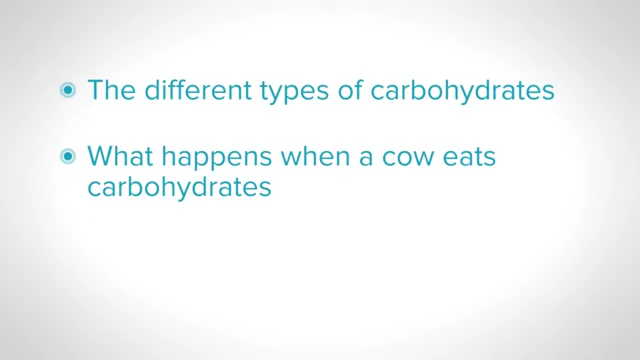 The different types of carbohydrates
What happens when a cow eats
carbohydrates